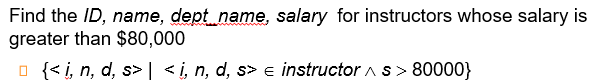 Find the ID, name, dept_name, salary for instructors whose salary is
greater than $80,000
{< i, n, d, s> | < i, n, d, s> ∈ instructor ∧ s > 80000}